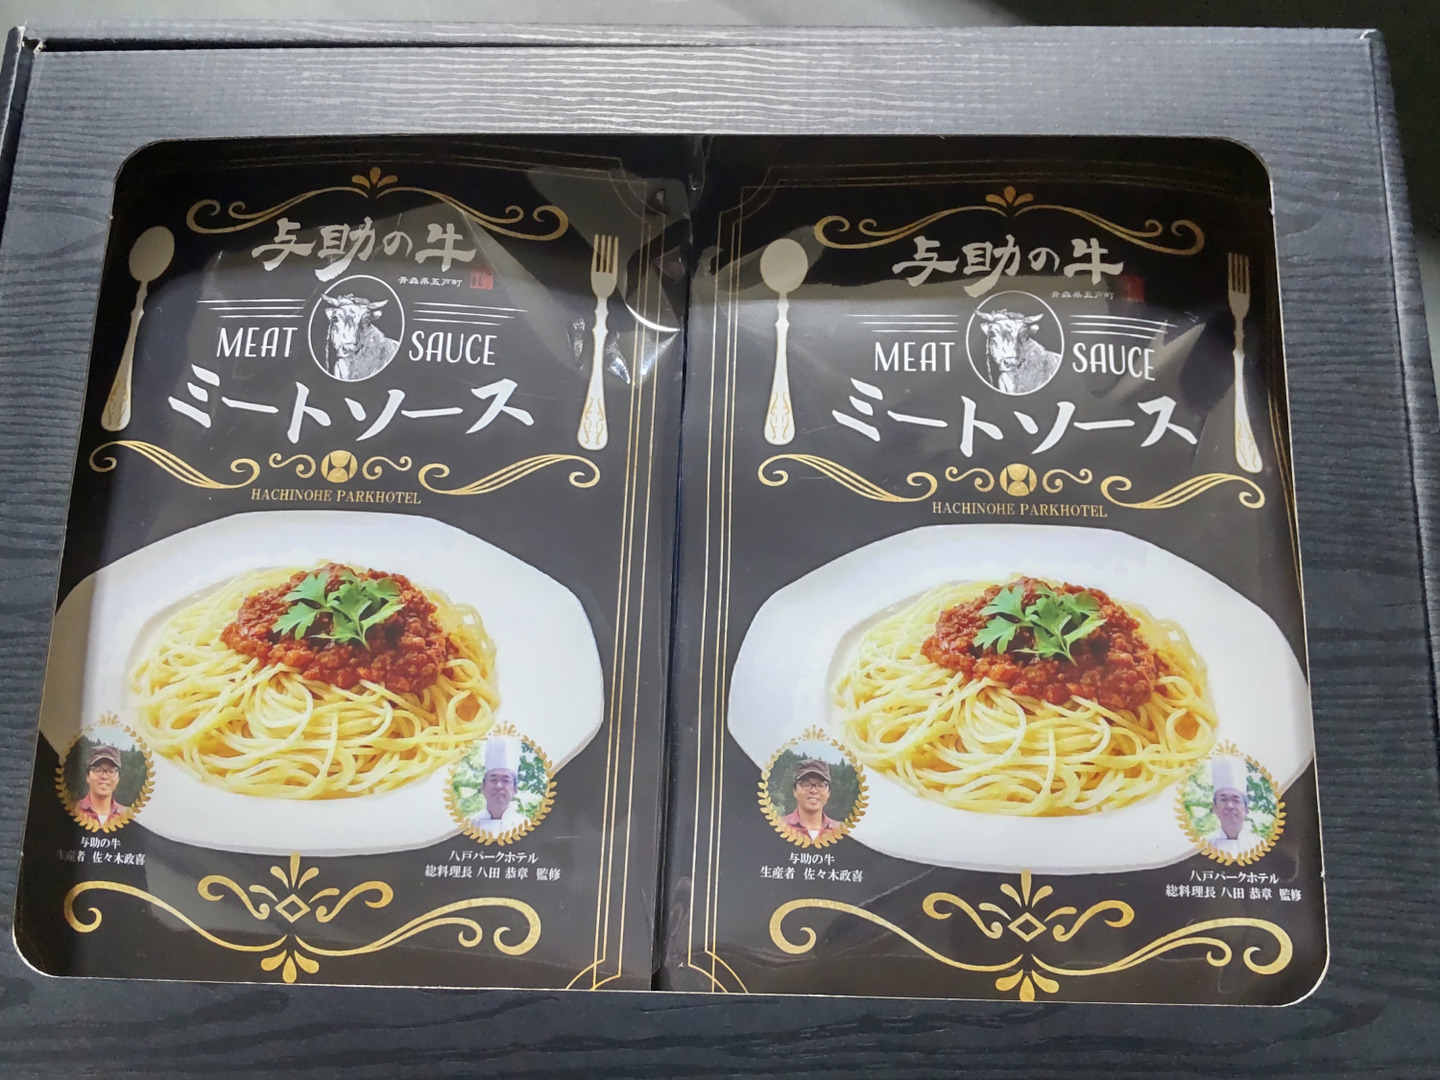 与助の牛
青森県五戸町
MEAT SAUCE
ミートソース
HACHINOHE PARKHOTEL
与助の牛
生産者 佐々木政喜
八戸パークホテル
総料理長 八田 恭章 監修
与助の牛
青森県五戸町
MEAT SAUCE
ミートソース
HACHINOHE PARKHOTEL
与助の牛
生産者 佐々木政喜
八戸パークホテル
総料理長 八田 恭章 監修